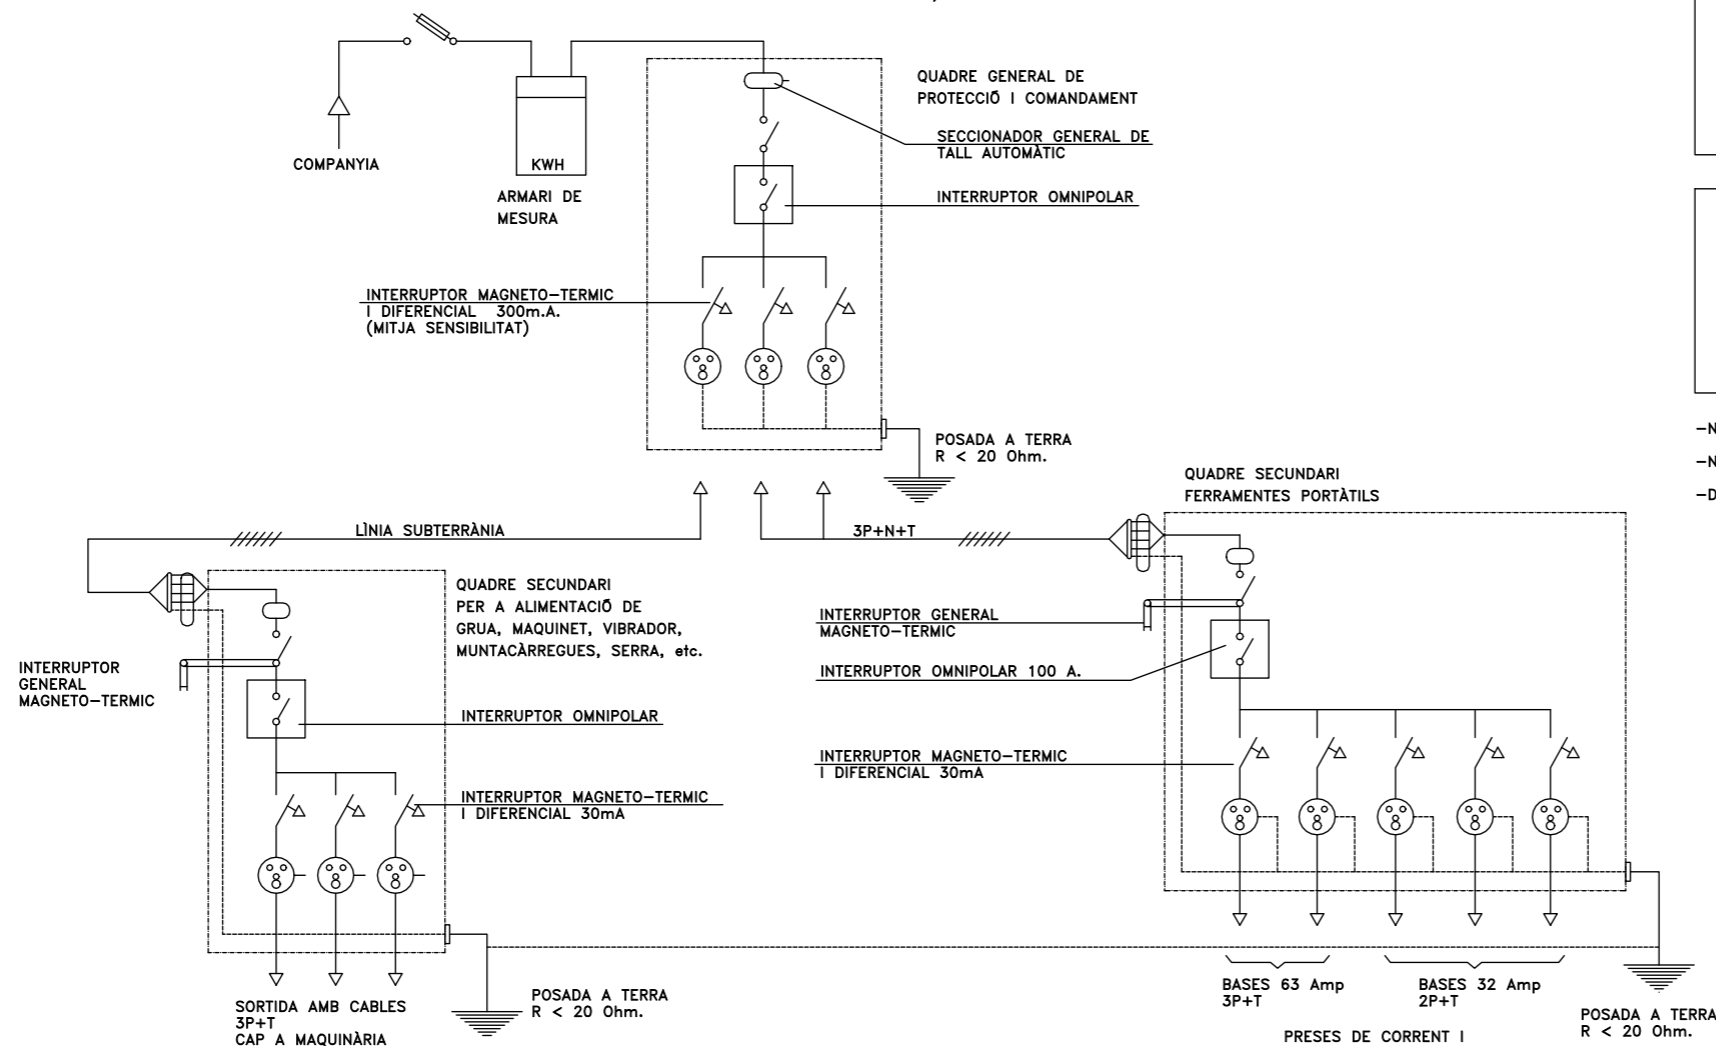 COMPANYIA
KWH
ARMARI DE
MESURA
QUADRE GENERAL DE
PROTECCIÕ I COMANDAMENT
SECCIONADOR GENERAL DE
TALL AUTOMÀTIC
INTERRUPTOR OMNIPOLAR
INTERRUPTOR MAGNETO-TERMIC
I DIFERENCIAL 300m.A.
(MITJA SENSIBILITAT)
POSADA A TERRA
R < 20 Ohm.
-N
-N
-D
QUADRE SECUNDARI
FERRAMENTES PORTÀTILS
LÌNIA SUBTERRÀNIA
3P+N+T
QUADRE SECUNDARI
PER A ALIMENTACIÕ DE
GRUA, MAQUINET, VIBRADOR,
MUNTACÀRREGUES, SERRA, etc.
INTERRUPTOR
GENERAL
MAGNETO-TERMIC
INTERRUPTOR GENERAL
MAGNETO-TERMIC
INTERRUPTOR OMNIPOLAR 100 A.
INTERRUPTOR OMNIPOLAR
INTERRUPTOR MAGNETO-TERMIC
I DIFERENCIAL 30mA
INTERRUPTOR MAGNETO-TERMIC
I DIFERENCIAL 30mA
SORTIDA AMB CABLES
3P+T
CAP A MAQUINÀRIA
POSADA A TERRA
R < 20 Ohm.
BASES 63 Amp
3P+T
BASES 32 Amp
2P+T
PRESES DE CORRENT I
POSADA A TERRA
R < 20 Ohm.